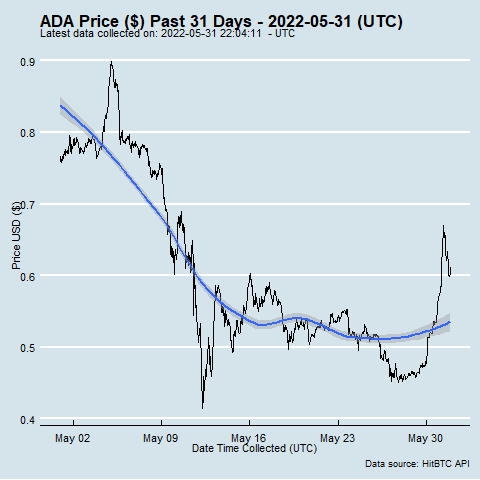 ADA Price ($) Past 31 Days - 2022-05-31 (UTC)
Latest data collected on: 2022-05-31 22:04:11 - UTC
0.9
0.8
0.7
0.6
0.5
0.4
Price USD ($)
May 02
May 09
May 16
May 23
May 30
Date Time Collected (UTC)
Data source: HitBTC API